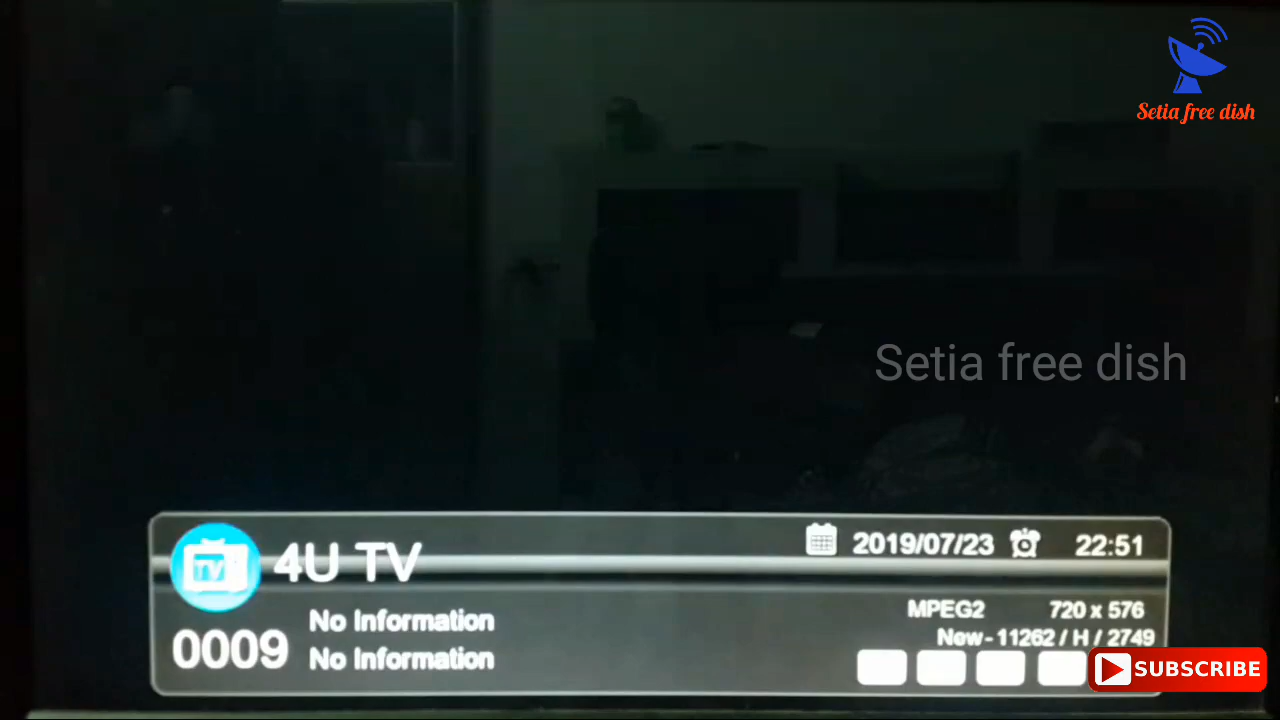 Setia free dish
Setia free dish
4U TV
2019/07/23 22:51
No Information
MPEG2 720 x 576
New - 11262 / H / 2749
0009
No Information
TV
SUBSCRIBE